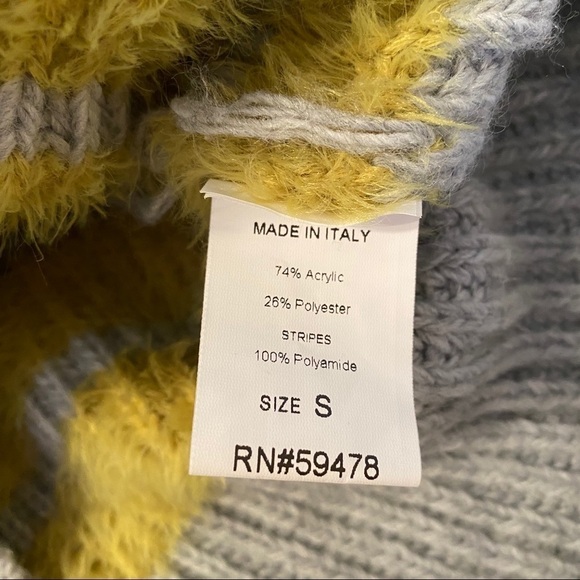 MADE IN ITALY
74% Acrylic
26% Polyester
STRIPES
100% Polyamide
SIZE S
RN#59478